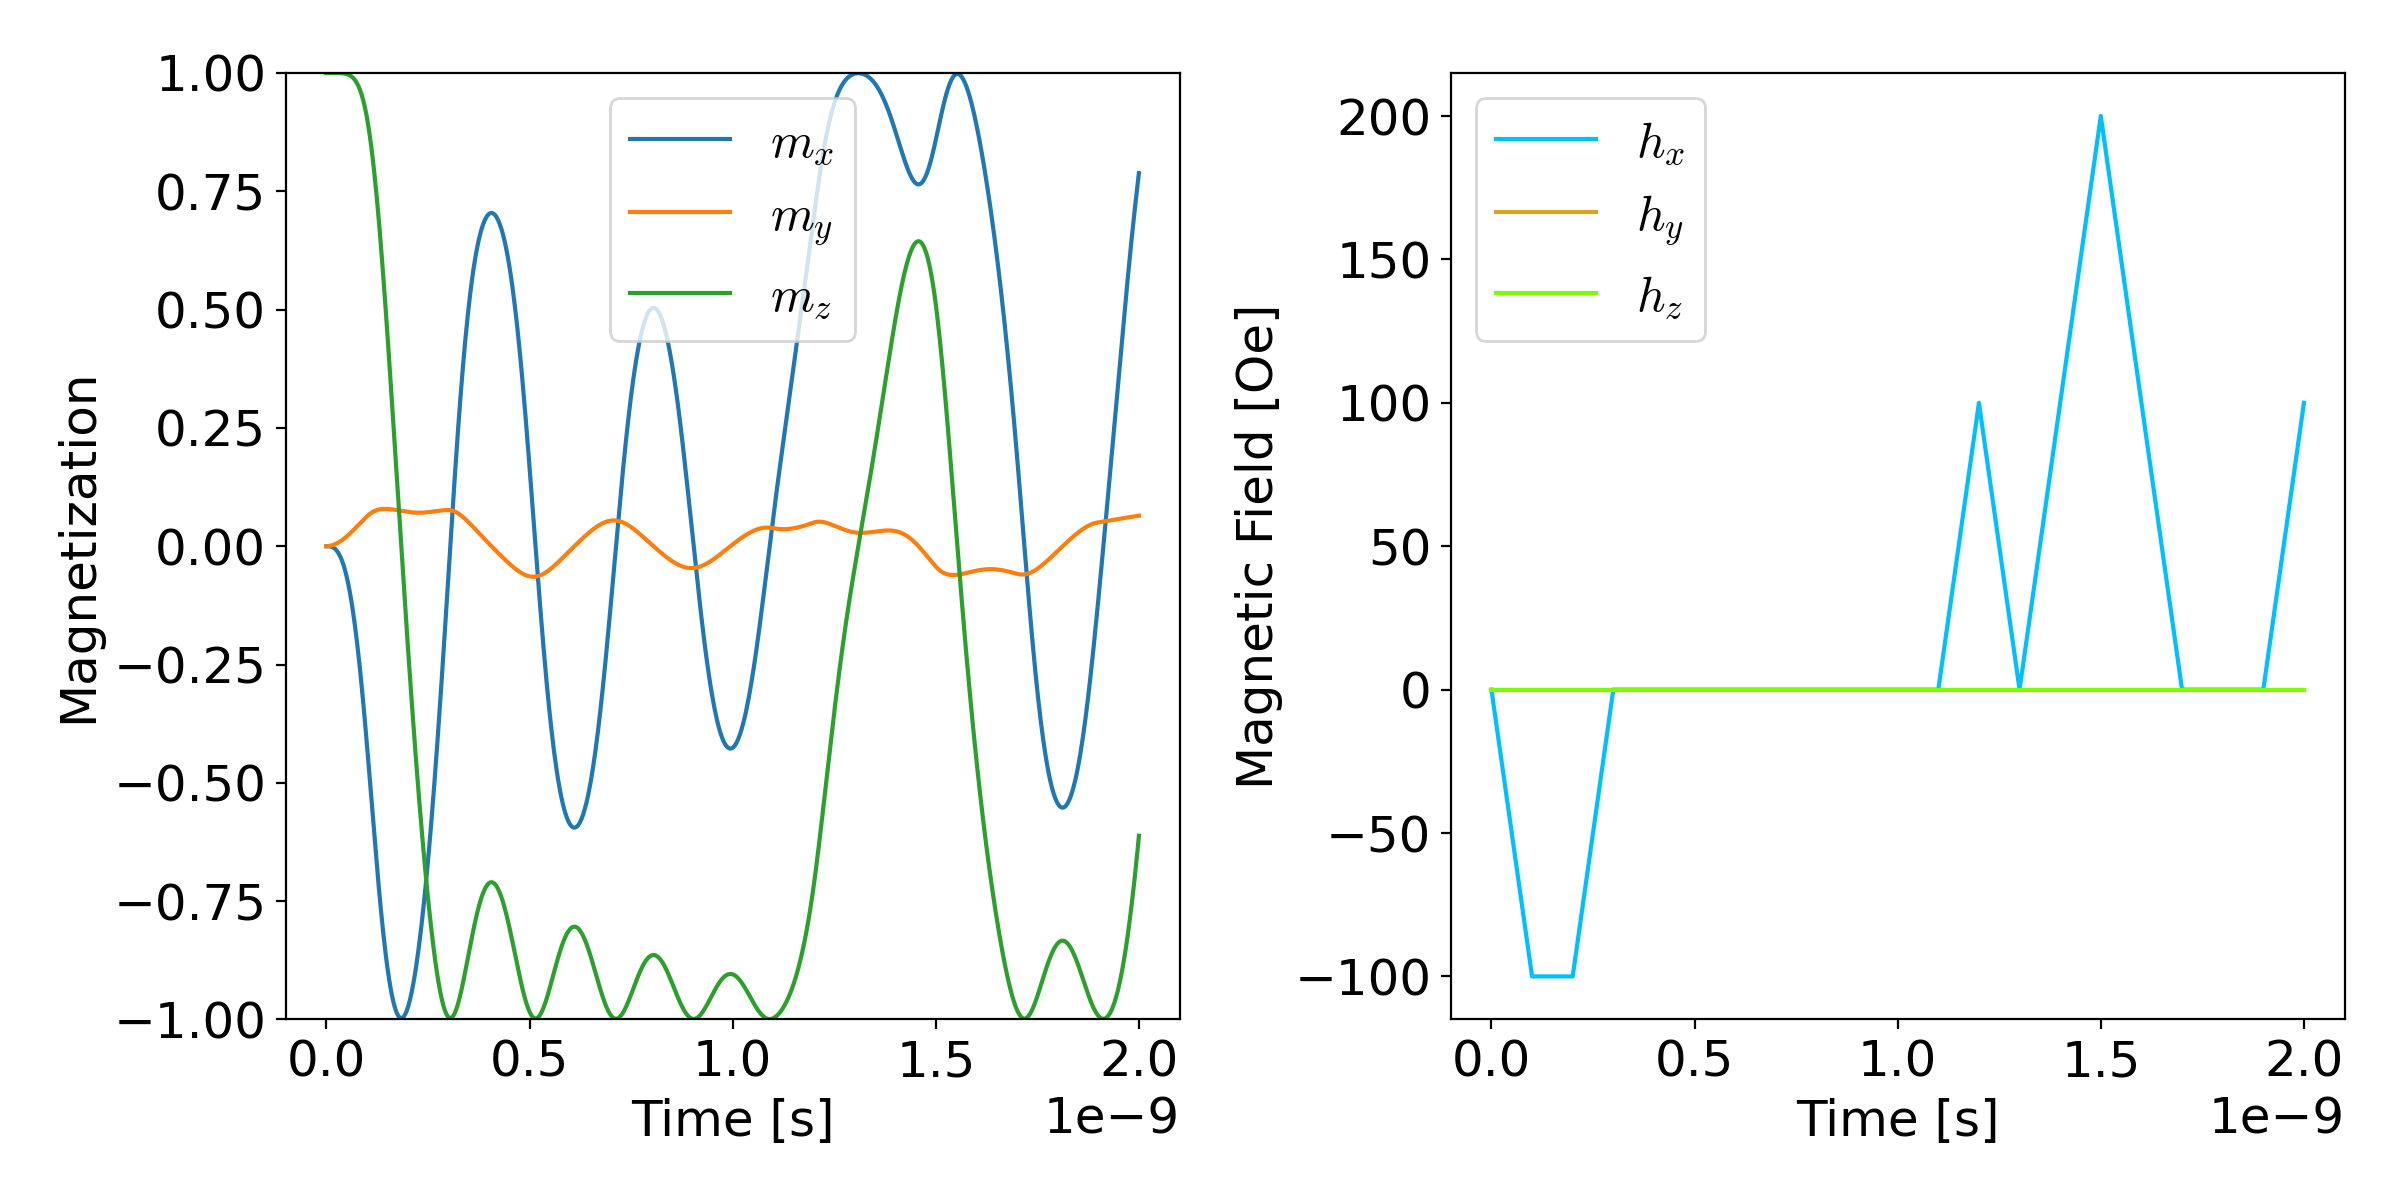 Magnetization
1.00
0.75
0.50
0.25
0.00
−0.25
−0.50
−0.75
−1.00
0.0 0.5 1.0 1.5 2.0
Time [s]
1e−9
m_x
m_y
m_z
Magnetic Field [Oe]
200
150
100
50
0
−50
−100
0.0 0.5 1.0 1.5 2.0
Time [s]
1e−9
h_x
h_y
h_z